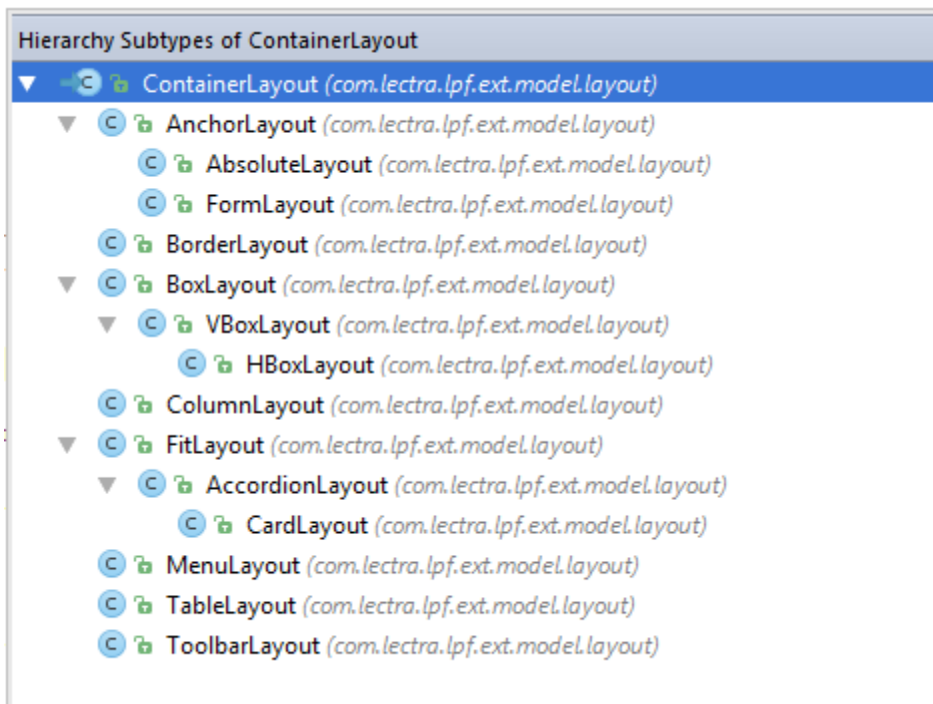 Hierarchy Subtypes of ContainerLayout
ContainerLayout (com.lectra.lpf.ext.model.layout)
AnchorLayout (com.lectra.lpf.ext.model.layout)
AbsoluteLayout (com.lectra.lpf.ext.model.layout)
FormLayout (com.lectra.lpf.ext.model.layout)
BorderLayout (com.lectra.lpf.ext.model.layout)
BoxLayout (com.lectra.lpf.ext.model.layout)
VBoxLayout (com.lectra.lpf.ext.model.layout)
HBoxLayout (com.lectra.lpf.ext.model.layout)
ColumnLayout (com.lectra.lpf.ext.model.layout)
FitLayout (com.lectra.lpf.ext.model.layout)
AccordionLayout (com.lectra.lpf.ext.model.layout)
CardLayout (com.lectra.lpf.ext.model.layout)
MenuLayout (com.lectra.lpf.ext.model.layout)
TableLayout (com.lectra.lpf.ext.model.layout)
ToolbarLayout (com.lectra.lpf.ext.model.layout)